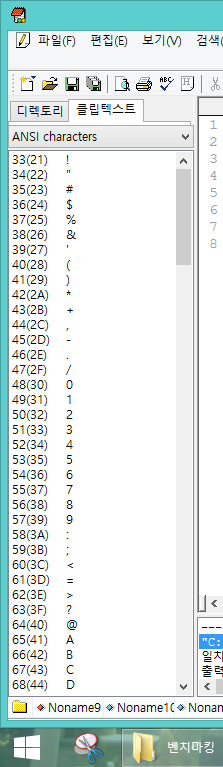 파일(F) 편집(E) 보기(V) 검색(
디렉토리 클립텍스트
ANSI characters
33(21) !
34(22) "
35(23) #
36(24) $
37(25) %
38(26) &
39(27) '
40(28) (
41(29) )
42(2A) *
43(2B) +
44(2C) ,
45(2D) -
46(2E) .
47(2F) /
48(30) 0
49(31) 1
50(32) 2
51(33) 3
52(34) 4
53(35) 5
54(36) 6
55(37) 7
56(38) 8
57(39) 9
58(3A) :
59(3B) ;
60(3C) <
61(3D) =
62(3E) >
63(3F) ?
64(40) @
65(41) A
66(42) B
67(43) C
68(44) D
1
2
3
4
5
6
7
8
----
"C:
일치
출력
Noname9 Noname10 Nona
벤치마킹